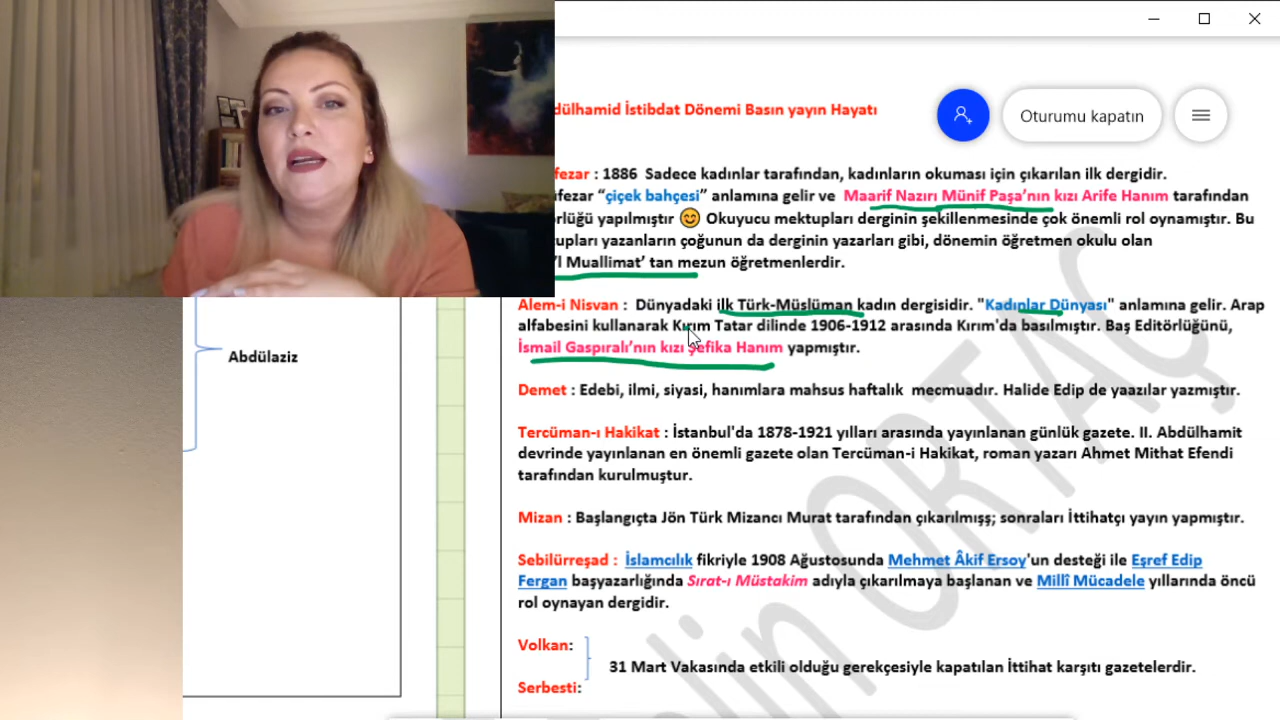 dülhamid İstibdat Dönemi Basın yayın Hayatı
Oturumu kapatın
fezar : 1886 Sadece kadınlar tarafından, kadınların okuması için çıkarılan ilk dergidir.
fezar “çiçek bahçesi” anlamına gelir ve Maarif Nazırı Münif Paşa’nın kızı Arife Hanım tarafından
örlüğü yapılmıştır 😊 Okuyucu mektupları derginin şekillenmesinde çok önemli rol oynamıştır. Bu
tupları yazanların çoğunun da derginin yazarları gibi, dönemin öğretmen okulu olan
’l Muallimat’ tan mezun öğretmenlerdir.
Alem-i Nisvan : Dünyadaki ilk Türk-Müslüman kadın dergisidir. "Kadınlar Dünyası" anlamına gelir. Arap
alfabesini kullanarak Kırım Tatar dilinde 1906-1912 arasında Kırım'da basılmıştır. Baş Editörlüğünü,
İsmail Gaspıralı’nın kızı Şefika Hanım yapmıştır.
Abdülaziz
Demet : Edebi, ilmi, siyasi, hanımlara mahsus haftalık mecmuadır. Halide Edip de yaazılar yazmıştır.
Tercüman-ı Hakikat : İstanbul'da 1878-1921 yılları arasında yayınlanan günlük gazete. II. Abdülhamit
devrinde yayınlanan en önemli gazete olan Tercüman-i Hakikat, roman yazarı Ahmet Mithat Efendi
tarafından kurulmuştur.
Mizan : Başlangıçta Jön Türk Mizancı Murat tarafından çıkarılmışş; sonraları İttihatçı yayın yapmıştır.
Sebilürreşad : İslamcılık fikriyle 1908 Ağustosunda Mehmet Âkif Ersoy'un desteği ile Eşref Edip
Fergan başyazarlığında Sırat-ı Müstakim adıyla çıkarılmaya başlanan ve Millî Mücadele yıllarında öncü
rol oynayan dergidir.
Volkan:
31 Mart Vakasında etkili olduğu gerekçesiyle kapatılan İttihat karşıtı gazetelerdir.
Serbesti:
ORTAÇ